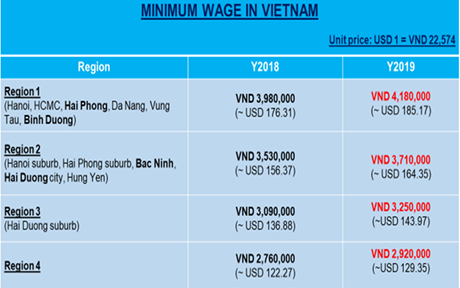 MINIMUM WAGE IN VIETNAM
Unit price: USD 1 = VND 22,574
Region Y2018 Y2019
Region 1
(Hanoi, HCMC, Hai Phong, Da Nang, Vung
Tau, Binh Duong)
VND 3,980,000
(~ USD 176.31)
VND 4,180,000
(~ USD 185.17)
Region 2
(Hanoi suburb, Hai Phong suburb, Bac Ninh,
Hai Duong city, Hung Yen)
VND 3,530,000
(~ USD 156.37)
VND 3,710,000
(~ USD 164.35)
Region 3
(Hai Duong suburb)
VND 3,090,000
(~ USD 136.88)
VND 3,250,000
(~USD 143.97)
Region 4
VND 2,760,000
(~ USD 122.27)
VND 2,920,000
(~USD 129.35)